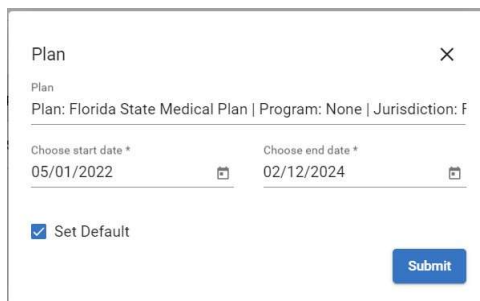 Plan
Plan
Plan: Florida State Medical Plan | Program: None | Jurisdiction: F
Choose start date * Choose end date *
05/01/2022 02/12/2024
Set Default
Submit